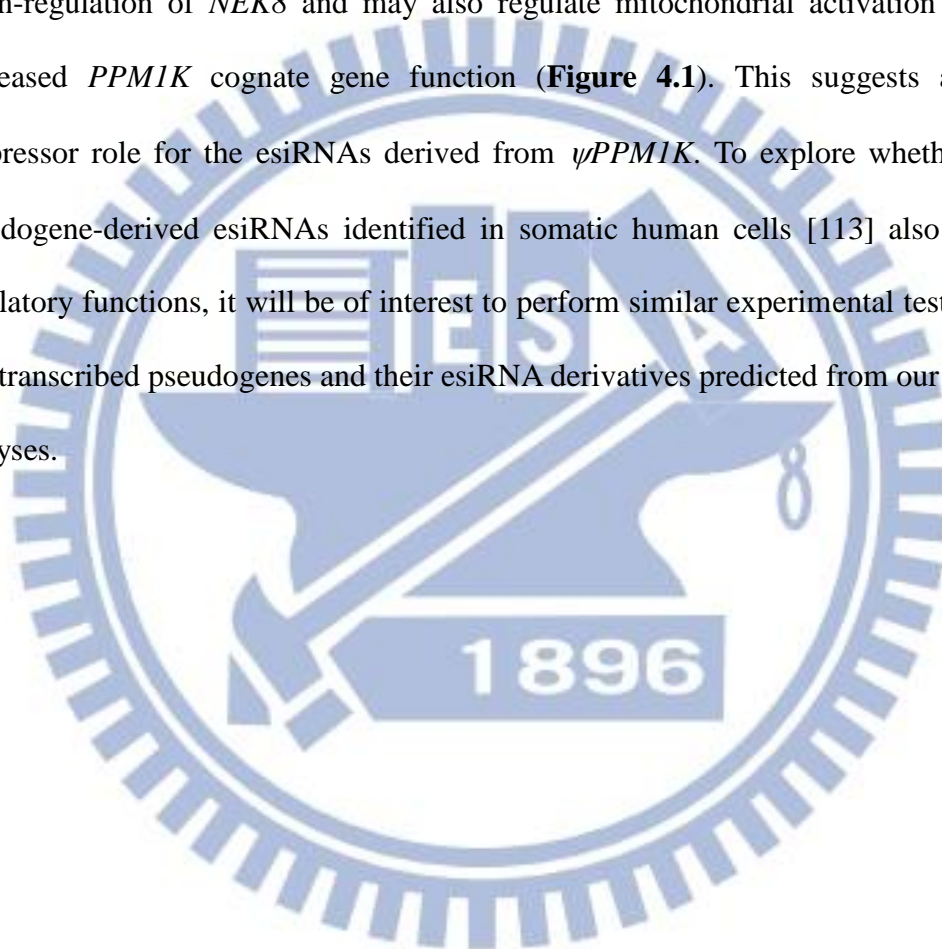 n-regulation of NEK8 and may also regulate mitochondrial activation
eased PPM1K cognate gene function (Figure 4.1). This suggests a
pressor role for the esiRNAs derived from ψPPM1K. To explore wheth
dogene-derived esiRNAs identified in somatic human cells [113] also
latory functions, it will be of interest to perform similar experimental test
transcribed pseudogenes and their esiRNA derivatives predicted from our
yses.
E S A
8
1896